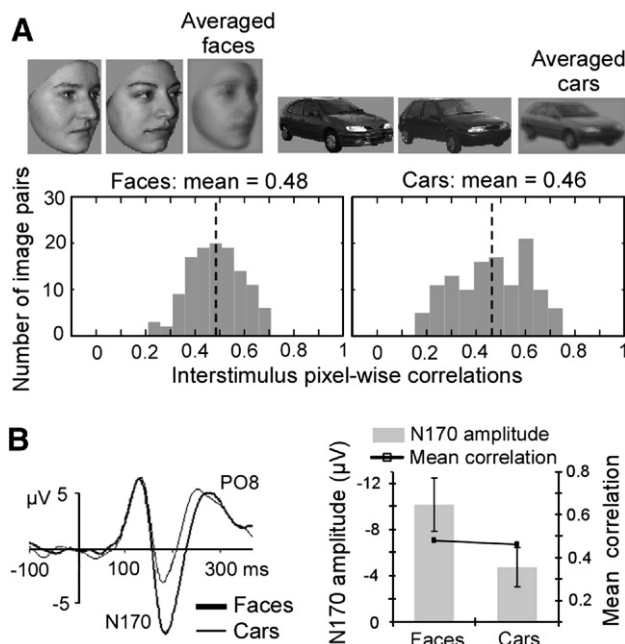 A
Averaged
faces
Averaged
cars
Faces: mean = 0.48
Cars: mean = 0.46
Number of image pairs
30
20
10
0
0 0.2 0.4 0.6 0.8 1
0 0.2 0.4 0.6 0.8 1
Interstimulus pixel-wise correlations
B
PO8
µV
5
-100 100 300 ms
-5
N170
Faces
Cars
N170 amplitude
Mean correlation
N170 amplitude (µV)
-12
-8
-4
0
0.8
0.6
0.4
0.2
Mean correlation
Faces Cars